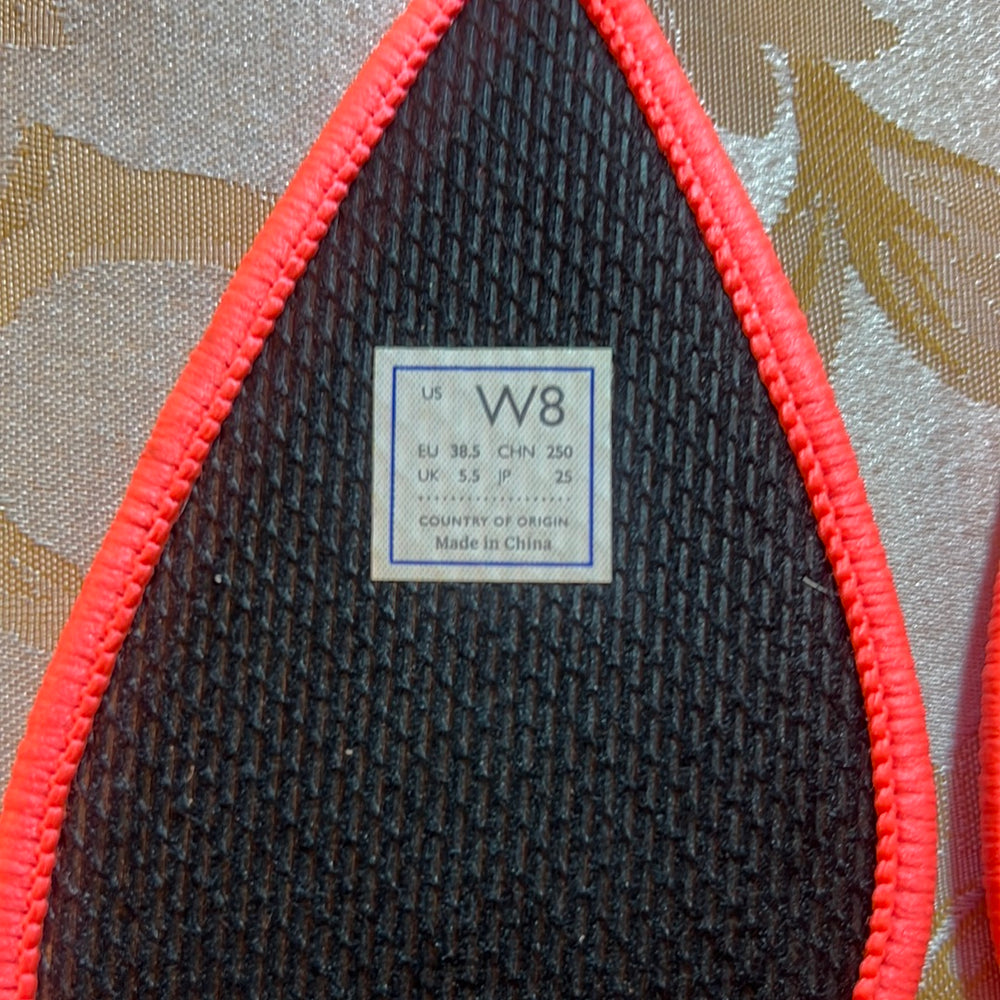 US W8
EU 38.5 CHN 250
UK 5.5 JP 25
COUNTRY OF ORIGIN
Made in China